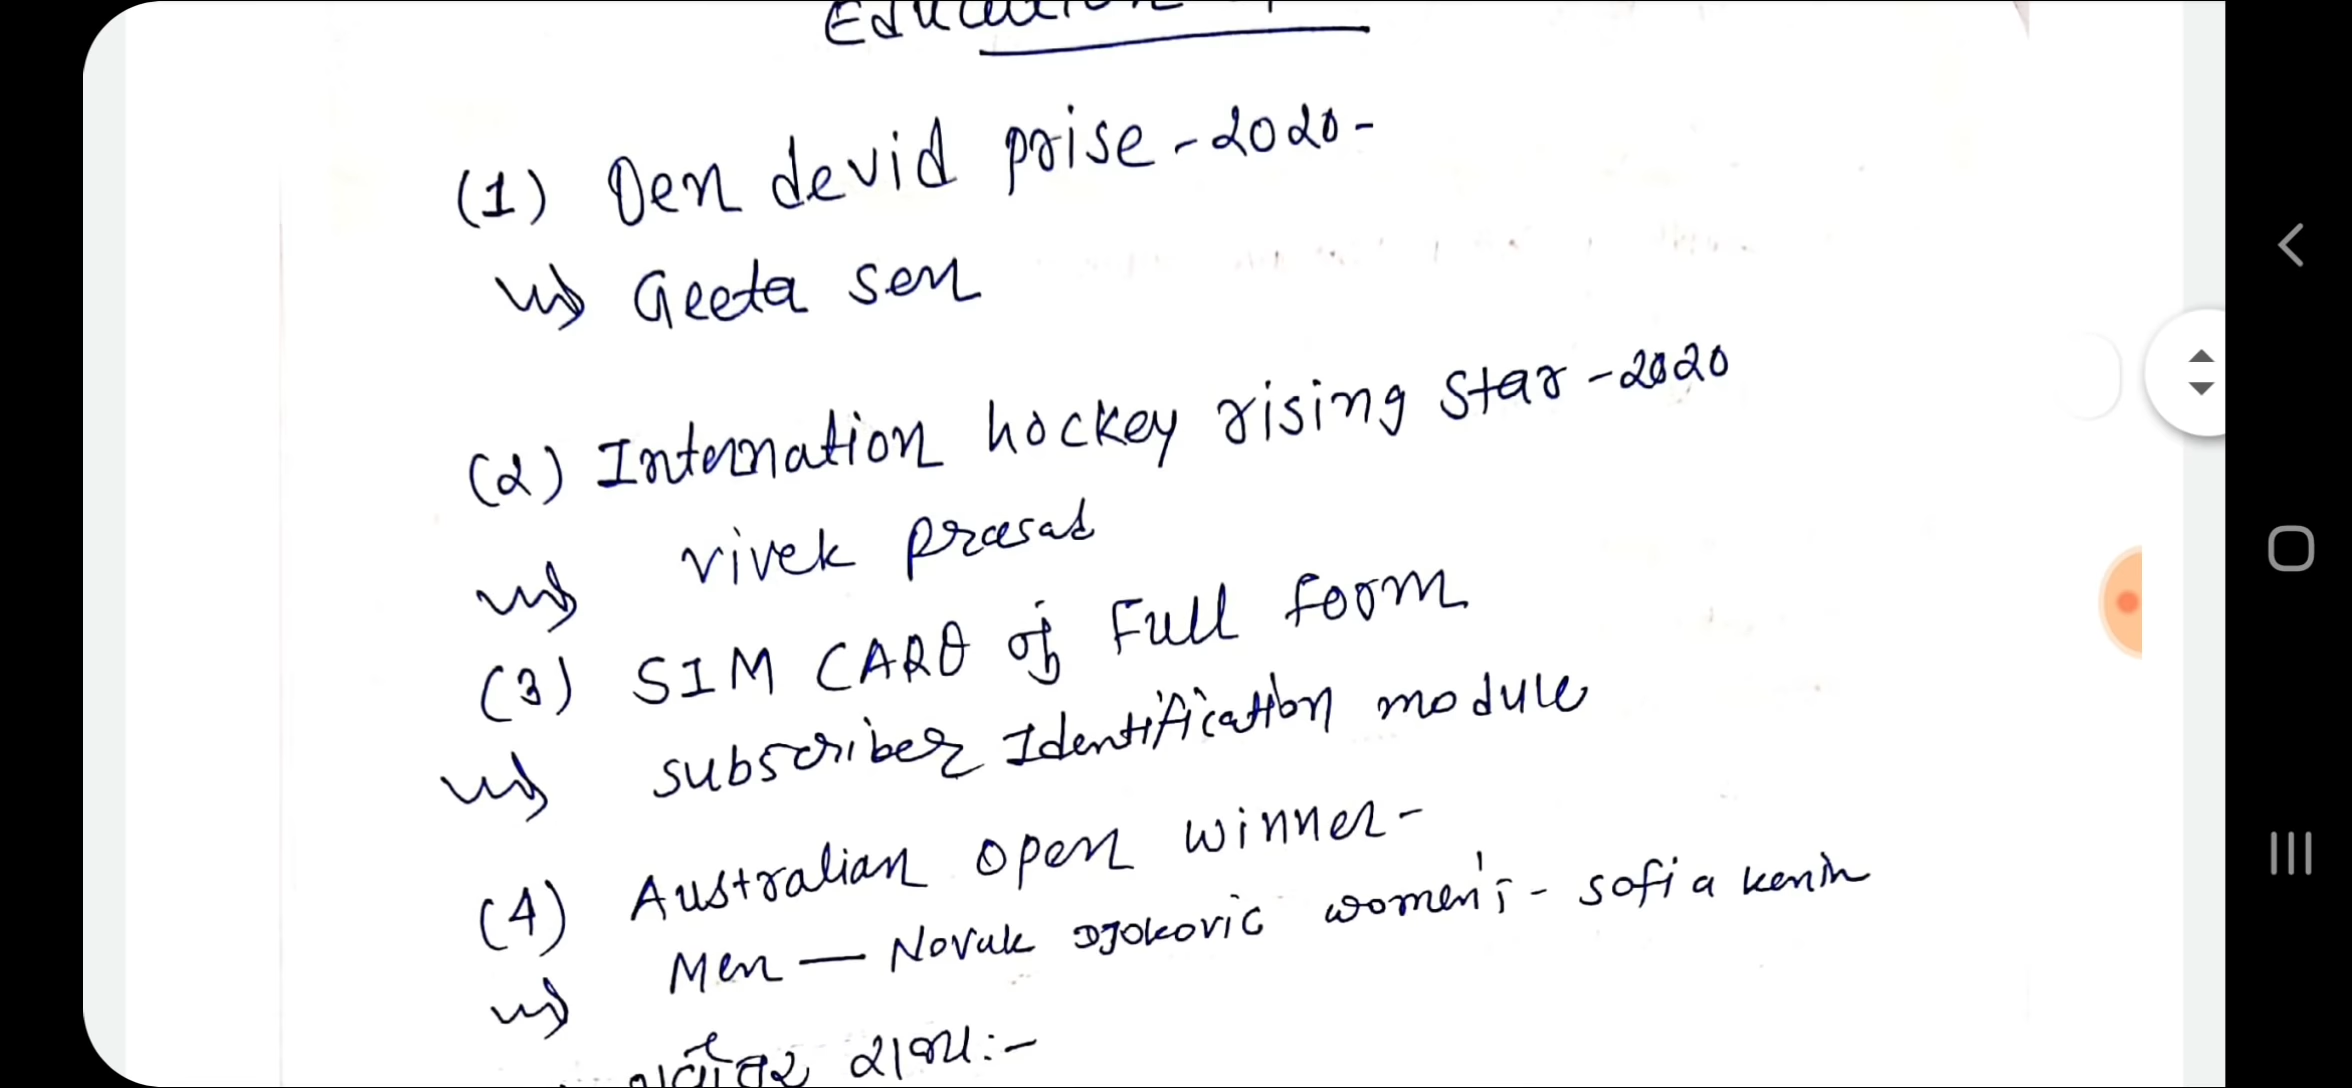 Education
(1) Den devid prise - 2020 -
Geeta sen
(2) Internation hockey rising star - 2020
vivek prasad
(3) SIM CARD of Full form
subscriber Identification module
(4) Australian open winner -
Men — Novak Djokovic women's - sofia kenin
રાજ્ય :-